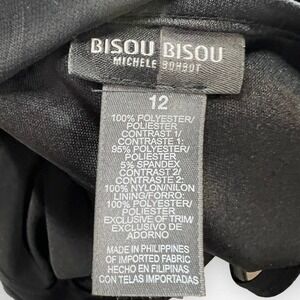 BISOU BISOU
MICHELE BOHBOT
12
100% POLYESTER/
POLIESTER
CONTRAST 1/
CONTRASTE 1:
95% POLYESTER/
POLIESTER
5% SPANDEX
CONTRAST 2/
CONTRASTE 2:
100% NYLON/NILON
LINING/FORRO:
100% POLYESTER/
POLIESTER
EXCLUSIVE OF TRIM/
EXCLUSIVO DE
ADORNO
MADE IN PHILIPPINES
OF IMPORTED FABRIC
HECHO EN FILIPINAS
CON TELAS IMPORTADAS